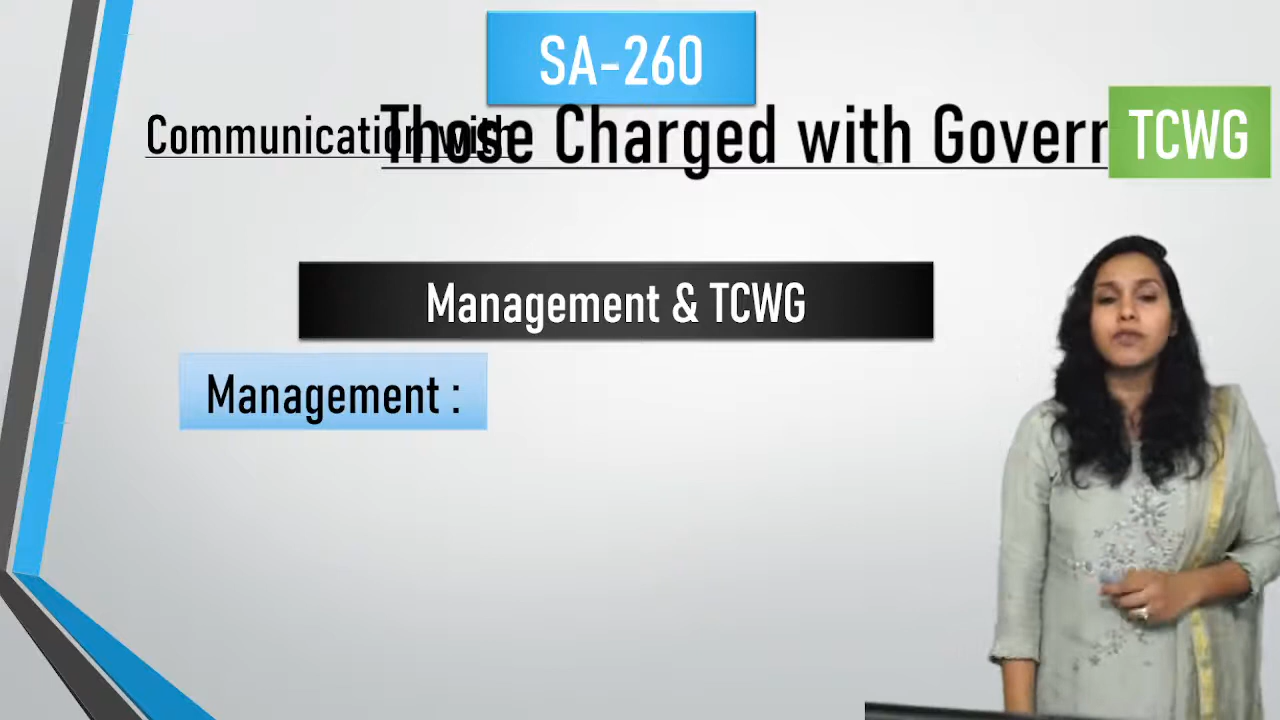 SA-260
Communication with
Those Charged with Govern
TCWG
Management & TCWG
Management :